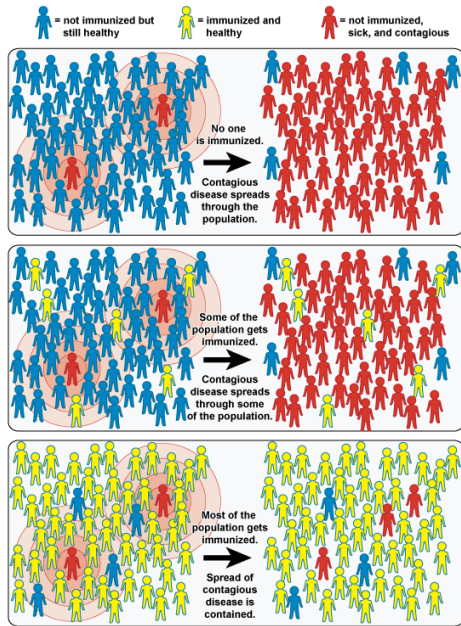 = not immunized but
still healthy
= immunized and
healthy
= not immunized,
sick, and contagious
No one
is immunized.
Contagious
disease spreads
through the
population.
Some of the
population gets
immunized.
Contagious
disease spreads
through some
of the population.
Most of the
population gets
immunized.
Spread of
contagious
disease is
contained.